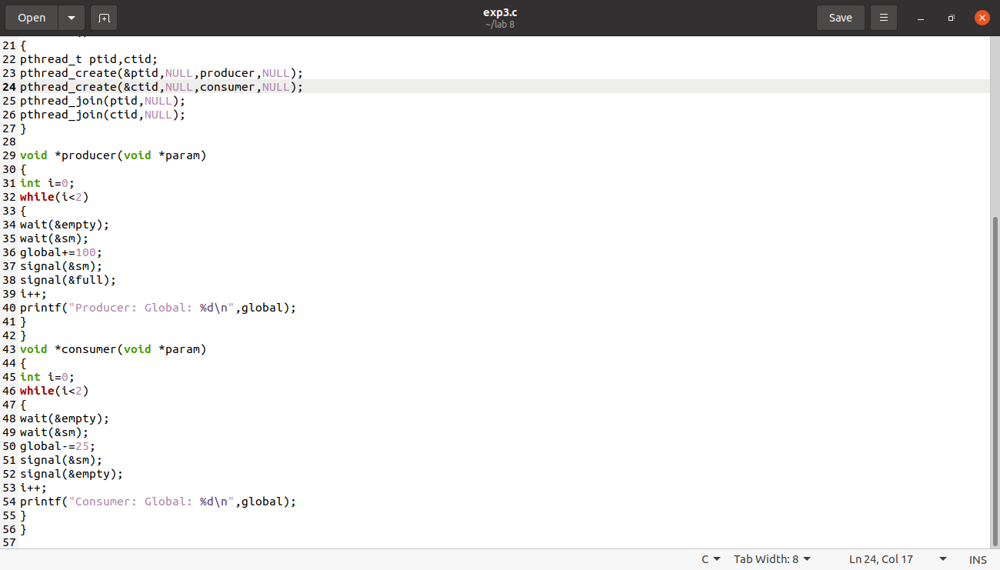 Open
exp3.c
~/lab 8
Save
21 {
22 pthread_t ptid,ctid;
23 pthread_create(&ptid,NULL,producer,NULL);
24 pthread_create(&ctid,NULL,consumer,NULL);
25 pthread_join(ptid,NULL);
26 pthread_join(ctid,NULL);
27 }
28
29 void *producer(void *param)
30 {
31 int i=0;
32 while(i<2)
33 {
34 wait(&empty);
35 wait(&sm);
36 global+=100;
37 signal(&sm);
38 signal(&full);
39 i++;
40 printf("Producer: Global: %d\n",global);
41 }
42 }
43 void *consumer(void *param)
44 {
45 int i=0;
46 while(i<2)
47 {
48 wait(&empty);
49 wait(&sm);
50 global-=25;
51 signal(&sm);
52 signal(&empty);
53 i++;
54 printf("Consumer: Global: %d\n",global);
55 }
56 }
57
C Tab Width: 8 Ln 24, Col 17 INS